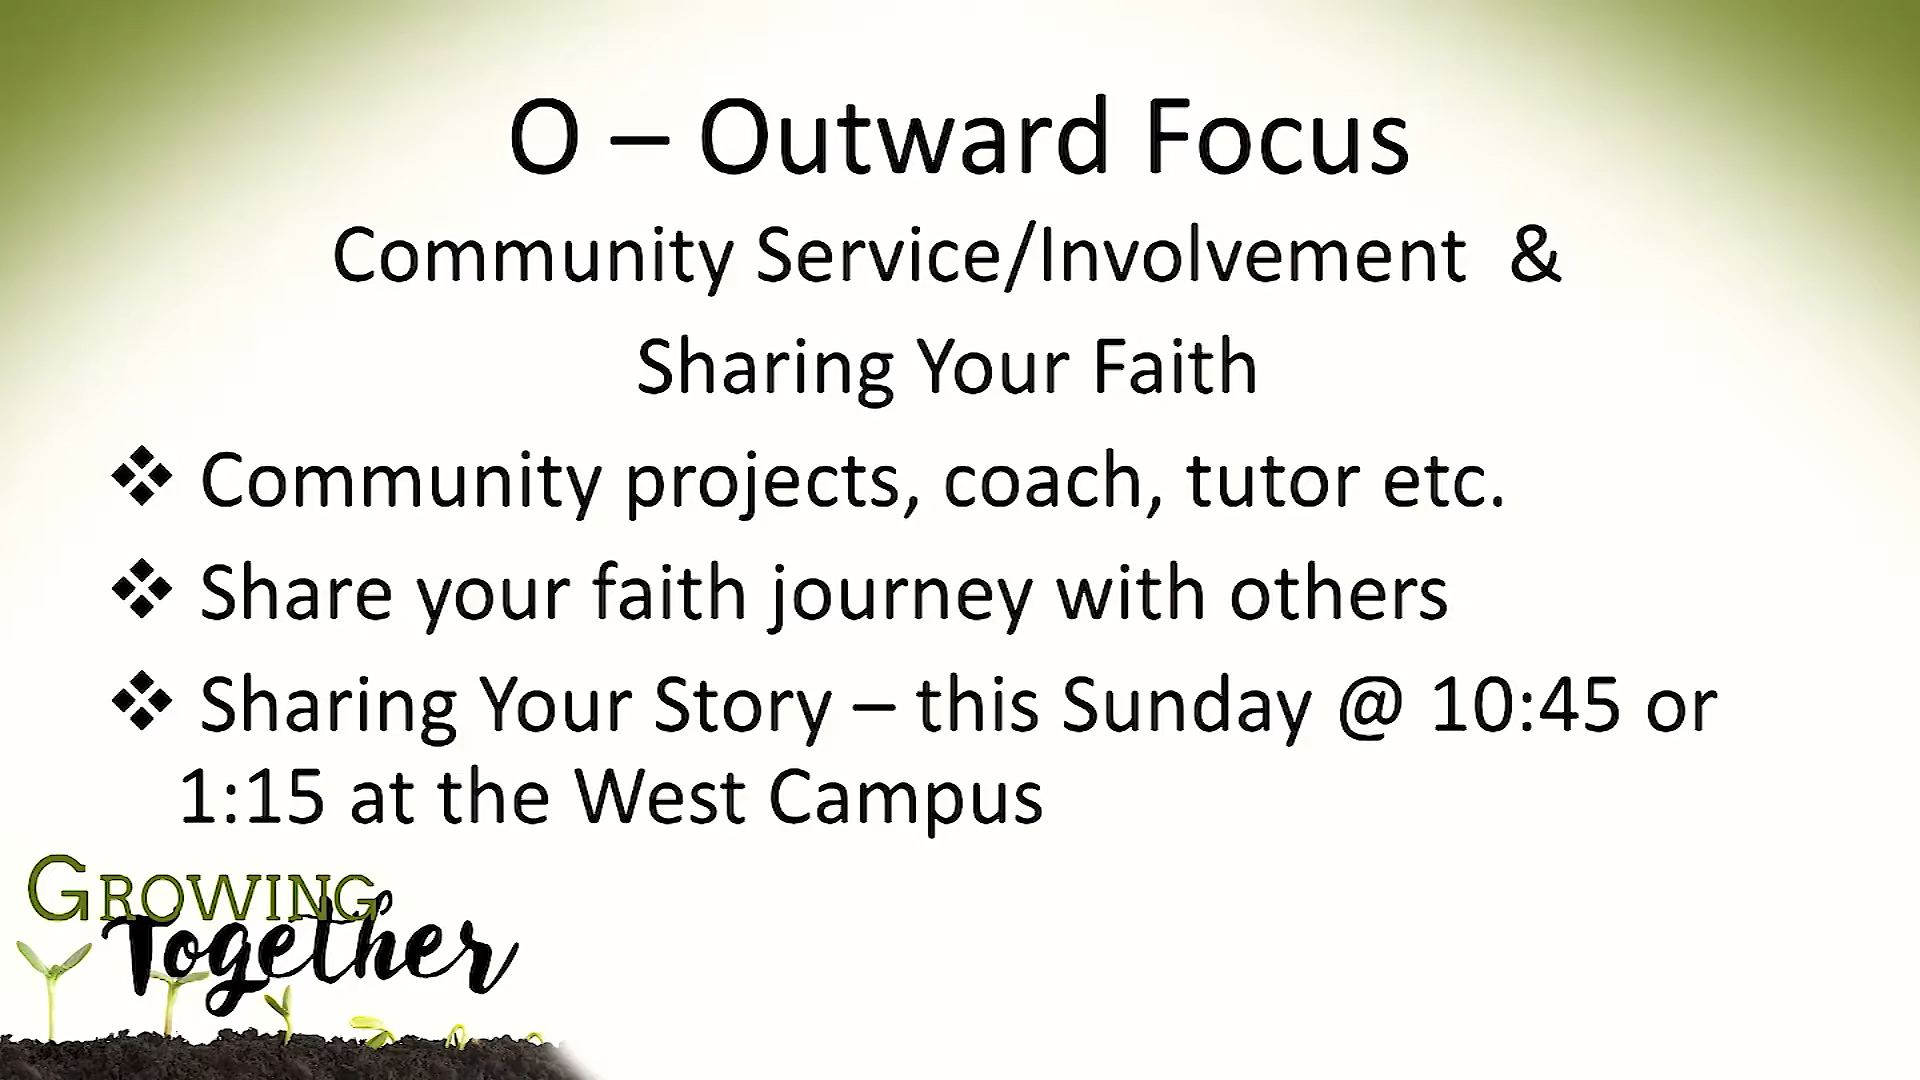 O – Outward Focus
Community Service/Involvement &
Sharing Your Faith
❖ Community projects, coach, tutor etc.
❖ Share your faith journey with others
❖ Sharing Your Story – this Sunday @ 10:45 or
1:15 at the West Campus
GROWING
Together